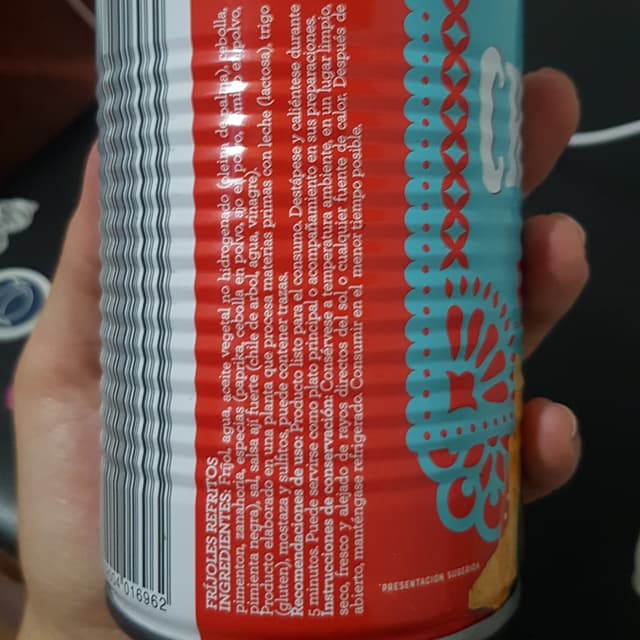 FRÍJOLES REFRITOS
INGREDIENTES: Fríjol, agua, aceite vegetal no hidrogenado (oleína de palma), cebolla,
pimentón, zanahoria, especias (paprika, cebolla en polvo, ajo en polvo, comino en polvo,
pimienta negra), sal, salsa ají fuerte (chile de arbol, agua, vinagre).
Producto elaborado en una planta que procesa materias primas con leche (lactosa), trigo
(gluten), mostaza y sulfitos. Puede contener trazas.
Recomendaciones de uso: Producto listo para el consumo. Destápese y caliéntese durante
5 minutos. Puede servirse como plato principal o acompañamiento en sus preparaciones.
Instrucciones de conservación: Consérvese a temperatura ambiente, en un lugar limpio,
seco, fresco y alejado de rayos directos del sol o cualquier fuente de calor. Después de
abierto, manténgase refrigerado. Consumir en el menor tiempo posible.
*PRESENTACIÓN SUGERIDA
016962